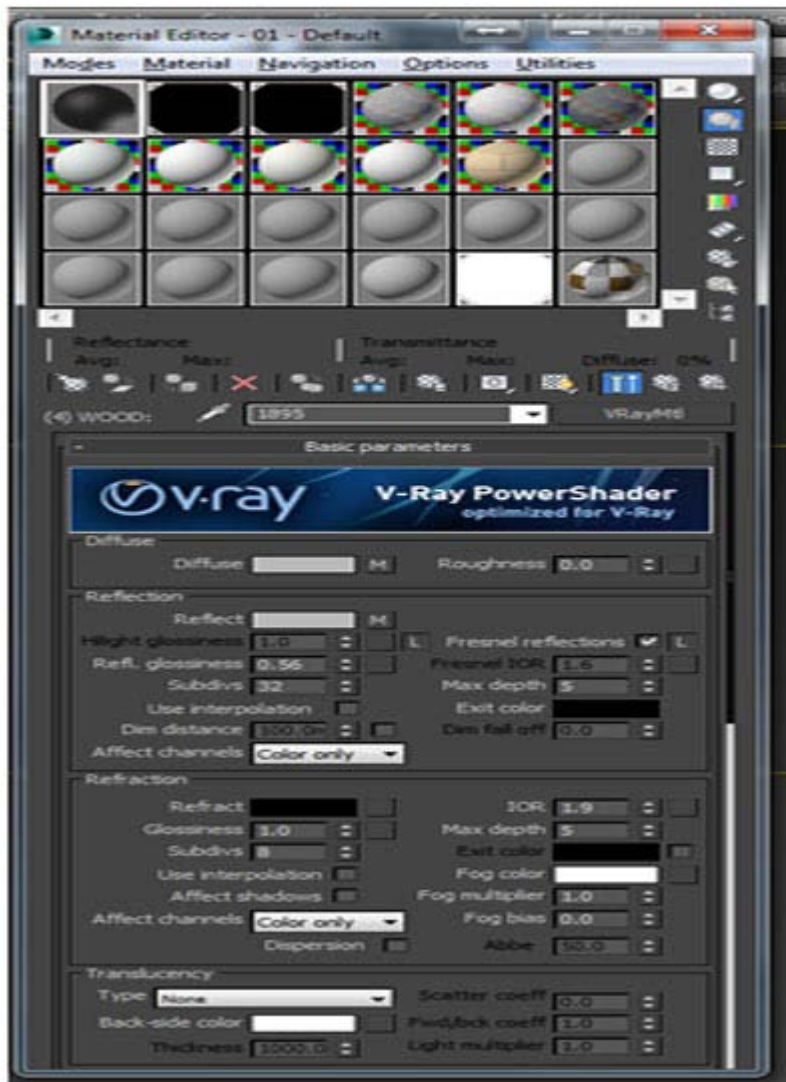 Material Editor - 01 - Default
Modes Material Navigation Options Utilities
Reflectance Transmittance
Avg: Max: Avg: Max: Diffuse: 0%
(4) WOOD: 1895 VRayMtl
- Basic parameters
v·ray V-Ray PowerShader
optimized for V-Ray
Diffuse
Diffuse M Roughness 0.0
Reflection
Reflect M
Hilight glossiness 1.0 L Fresnel reflections L
Refl. glossiness 0.56 Fresnel IOR 1.6
Subdivs 32 Max depth 5
Use interpolation Exit color
Dim distance Dim fall off 0.0
Affect channels Color only
Refraction
Refract IOR 1.9
Glossiness 1.0 Max depth 5
Subdivs 8 Exit color
Use interpolation Fog color
Affect shadows Fog multiplier 1.0
Affect channels Color only Fog bias 0.0
Dispersion Abbe 50.0
Translucency
Type None Scatter coeff 0.0
Back-side color Fwd/bck coeff 1.0
Thickness 1000.0 Light multiplier 1.0